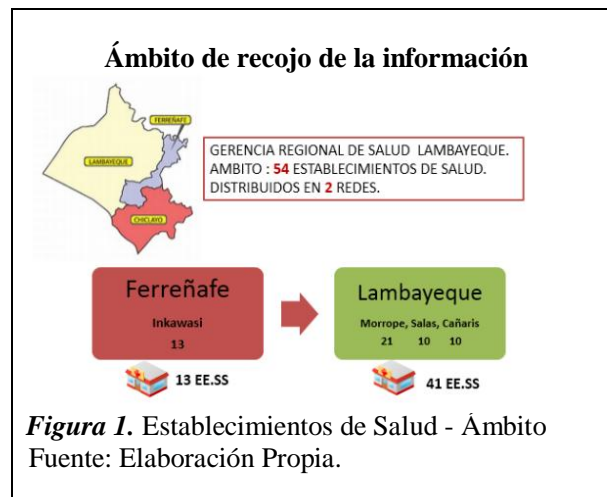 Ámbito de recojo de la información
FERREÑAFE
LAMBAYEQUE
CHICLAYO
GERENCIA REGIONAL DE SALUD LAMBAYEQUE.
AMBITO : 54 ESTABLECIMIENTOS DE SALUD.
DISTRIBUIDOS EN 2 REDES.
Ferreñafe
Inkawasi
13
13 EE.SS
Lambayeque
Morrope, Salas, Cañaris
21 10 10
41 EE.SS
Figura 1. Establecimientos de Salud - Ámbito
Fuente: Elaboración Propia.